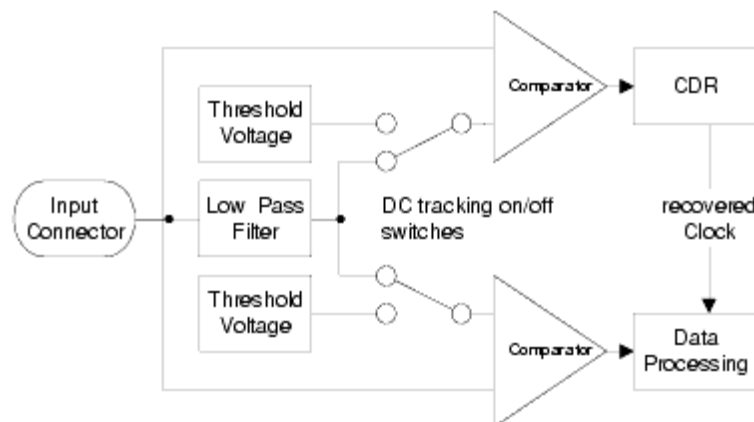 Comparator
CDR
Threshold
Voltage
Input
Connector
Low Pass
Filter
DC tracking on/off
switches
recovered
Clock
Threshold
Voltage
Comparator
Data
Processing